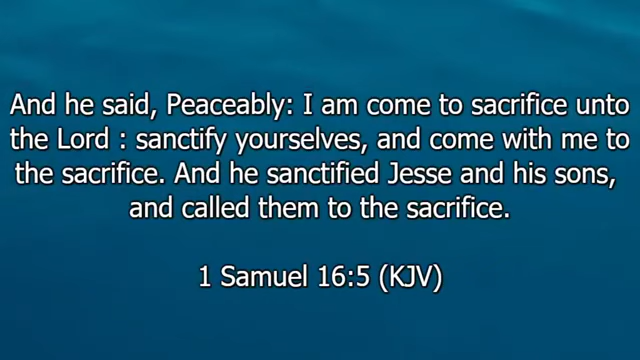 And he said, Peaceably: I am come to sacrifice unto
the Lord : sanctify yourselves, and come with me to
the sacrifice. And he sanctified Jesse and his sons,
and called them to the sacrifice.
1 Samuel 16:5 (KJV)